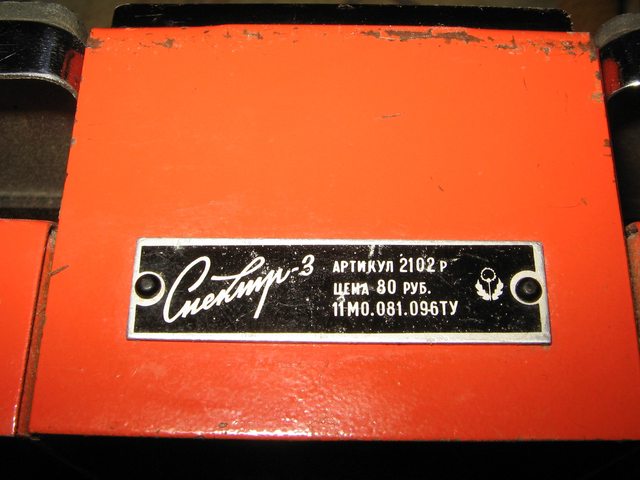 Спектр-3
АРТИКУЛ 2102 Р
ЦЕНА 80 РУБ.
11М0.081.096ТУ